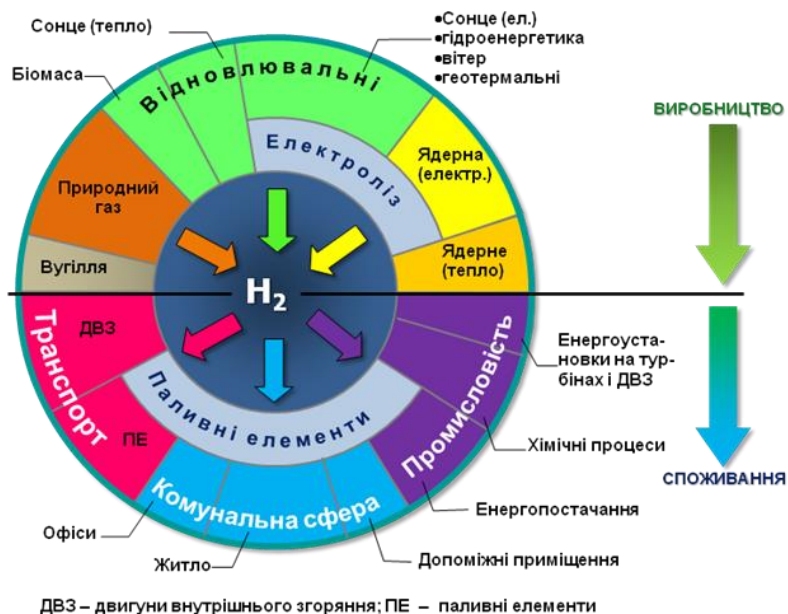 Сонце (тепло)
•Сонце (ел.)
•гідроенергетика
•вітер
•геотермальні
Біомаса
Відновлювальні
ВИРОБНИЦТВО
Електроліз
Ядерна
(електр.)
Природний
газ
Вугілля
Ядерне
(тепло)
H2
Транспорт
ДВЗ
ПЕ
Паливні елементи
Промисловість
Енергоуста-
новки на тур-
бінах і ДВЗ
Хімічні процеси
СПОЖИВАННЯ
Комунальна сфера
Енергопостачання
Офіси
Житло
Допоміжні приміщення
ДВЗ – двигуни внутрішнього згоряння; ПЕ – паливні елементи